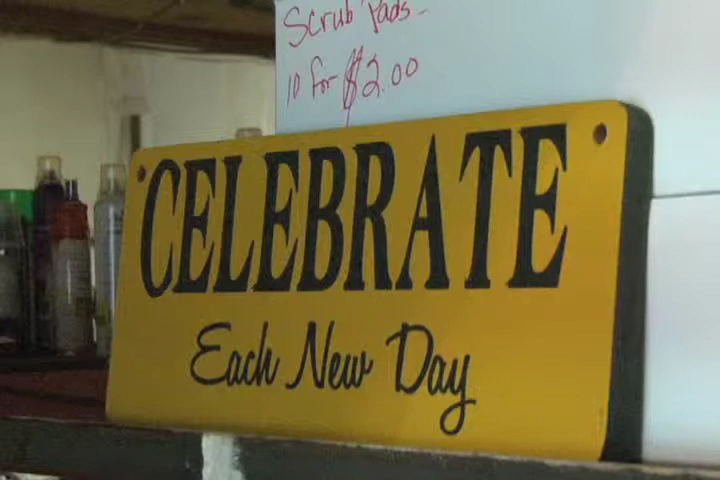 Scrub Pads-
10 for $2.00
CELEBRATE
Each New Day